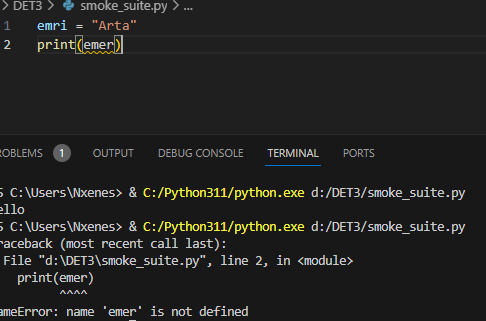 > DET3 > smoke_suite.py > ...
1 emri = "Arta"
2 print(emer)
ROBLEMS 1 OUTPUT DEBUG CONSOLE TERMINAL PORTS
S C:\Users\Nxenes> & C:/Python311/python.exe d:/DET3/smoke_suite.py
ello
S C:\Users\Nxenes> & C:/Python311/python.exe d:/DET3/smoke_suite.py
raceback (most recent call last):
File "d:\DET3\smoke_suite.py", line 2, in <module>
print(emer)
^^^^
ameError: name 'emer' is not defined